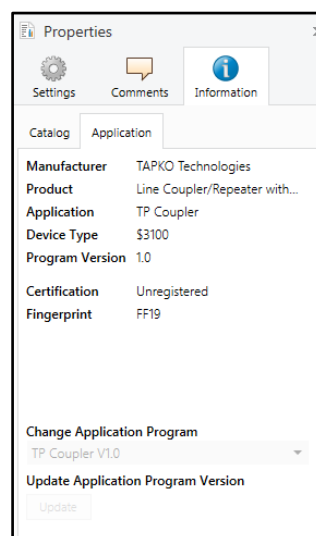 Properties
Settings Comments Information
Catalog Application
Manufacturer TAPKO Technologies
Product Line Coupler/Repeater with...
Application TP Coupler
Device Type $3100
Program Version 1.0
Certification Unregistered
Fingerprint FF19
Change Application Program
TP Coupler V1.0
Update Application Program Version
Update